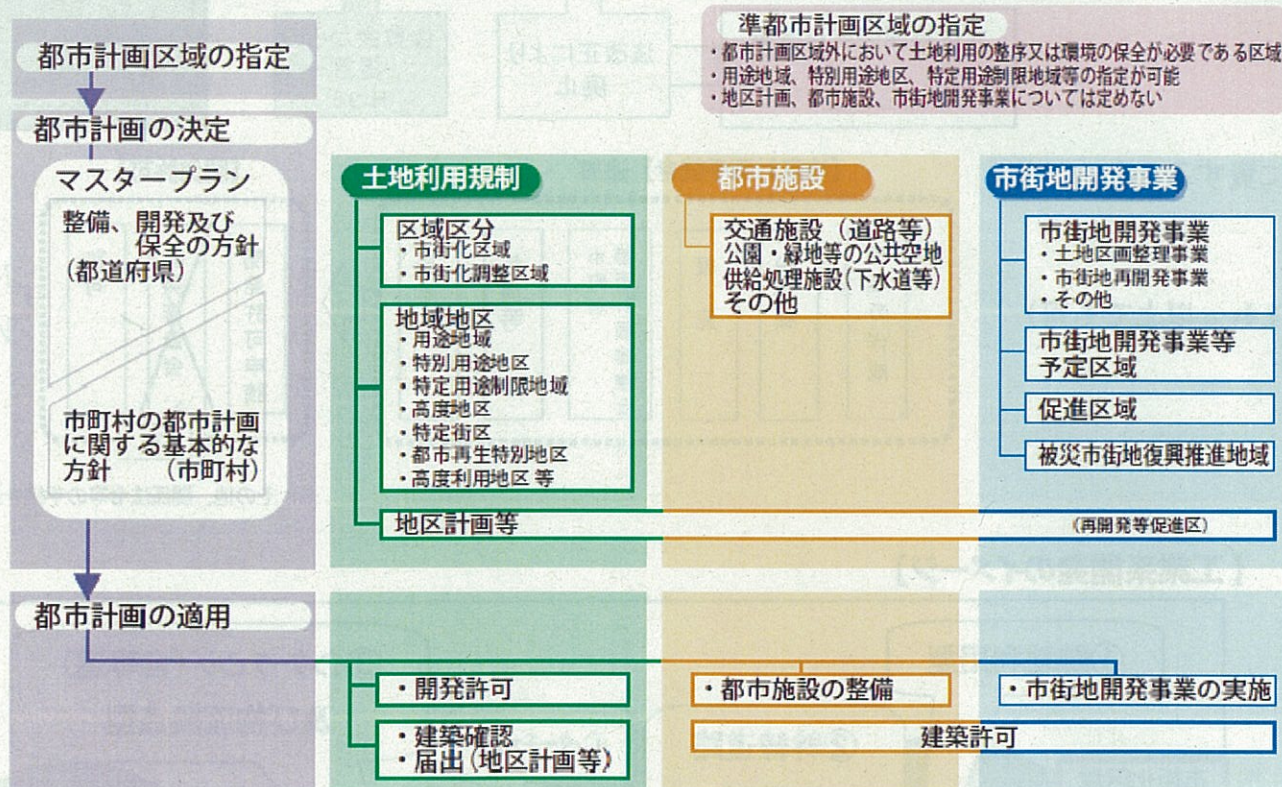 都市計画区域の指定
準都市計画区域の指定
・都市計画区域外において土地利用の整序又は環境の保全が必要である区域
・用途地域、特別用途地区、特定用途制限地域等の指定が可能
・地区計画、都市施設、市街地開発事業については定めない
都市計画の決定
マスタープラン
整備、開発及び
保全の方針
(都道府県)
市町村の都市計画
に関する基本的な
方針 (市町村)
土地利用規制
区域区分
・市街化区域
・市街化調整区域
地域地区
・用途地域
・特別用途地区
・特定用途制限地域
・高度地区
・特定街区
・都市再生特別地区
・高度利用地区 等
地区計画等
(再開発等促進区)
都市施設
交通施設(道路等)
公園・緑地等の公共空地
供給処理施設(下水道等)
その他
市街地開発事業
市街地開発事業
・土地区画整理事業
・市街地再開発事業
・その他
市街地開発事業等
予定区域
促進区域
被災市街地復興推進地域
都市計画の適用
・開発許可
・建築確認
・届出(地区計画等)
・都市施設の整備
・市街地開発事業の実施
建築許可